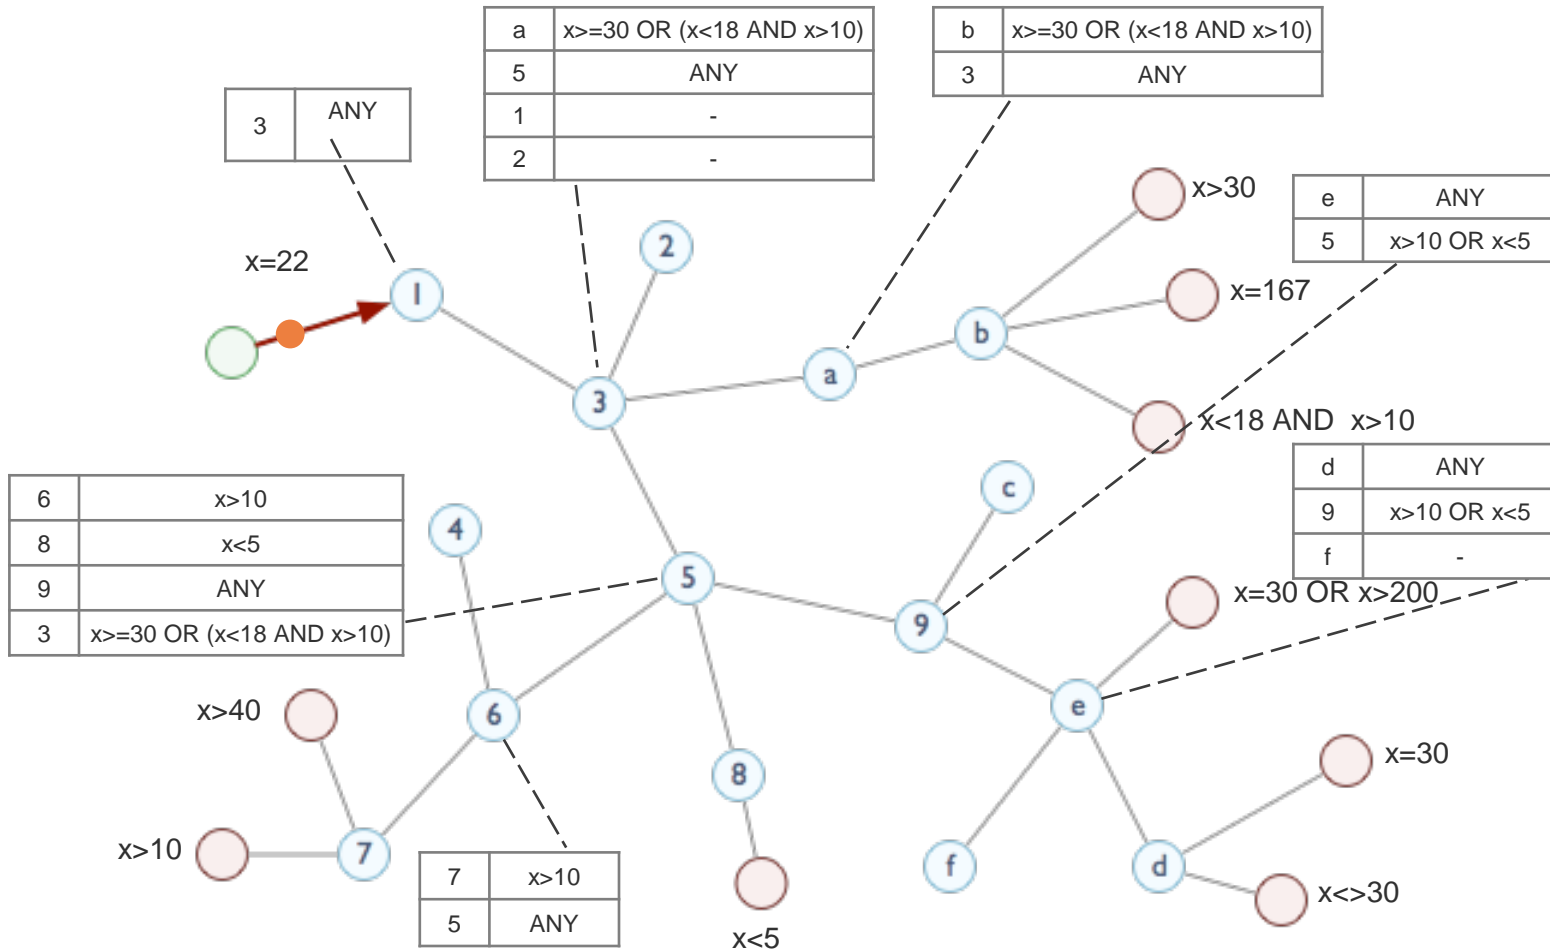 a x>=30 OR (x<18 AND x>10)
5 ANY
1 -
2 -
b x>=30 OR (x<18 AND x>10)
3 ANY
3 ANY
e ANY
5 x>10 OR x<5
x>30
x=22
2
1
x=167
b
a
3
x<18 AND x>10
d ANY
9 x>10 OR x<5
f -
6 x>10
8 x<5
9 ANY
3 x>=30 OR (x<18 AND x>10)
4
c
5
x=30 OR x>200
9
x>40
6
e
x=30
8
x>10
7
f
d
7 x>10
5 ANY
x<>30
x<5